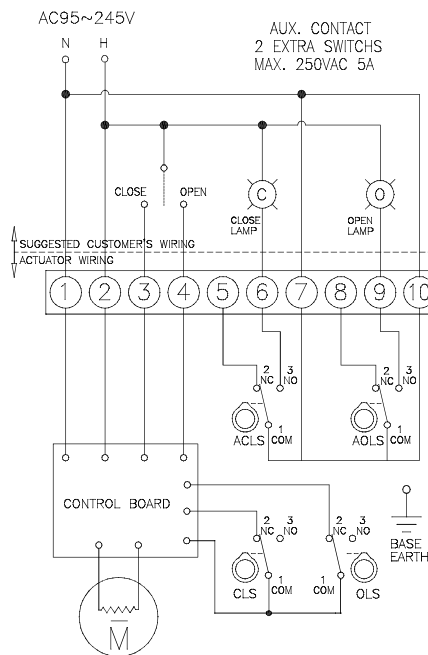 AC95~245V
N H
AUX. CONTACT
2 EXTRA SWITCHS
MAX. 250VAC 5A
CLOSE OPEN
C O
CLOSE
LAMP
OPEN
LAMP
SUGGESTED CUSTOMER'S WIRING
ACTUATOR WIRING
1 2 3 4 5 6 7 8 9 10
2 3
NC NO
1
COM
ACLS
2 3
NC NO
1
COM
AOLS
CONTROL BOARD
2 3
NC NO
1
COM
CLS
2 3
NC NO
1
COM
OLS
BASE
EARTH
M